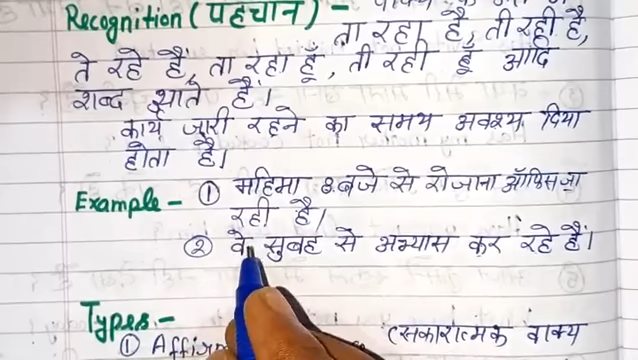 Recognition (पहचान) -
ता रहा है, ती रही है,
ते रहे हैं, ता रहा हूँ, ती रही हूँ आदि
शब्द आते हैं।
कार्य जारी रहने का समय अवश्य दिया
होता है।
Example - ① महिमा 8 बजे से रोजाना ऑफिस जा
रही है।
② वे सुबह से अभ्यास कर रहे हैं।
Types -
① (सकारात्मक वाक्य